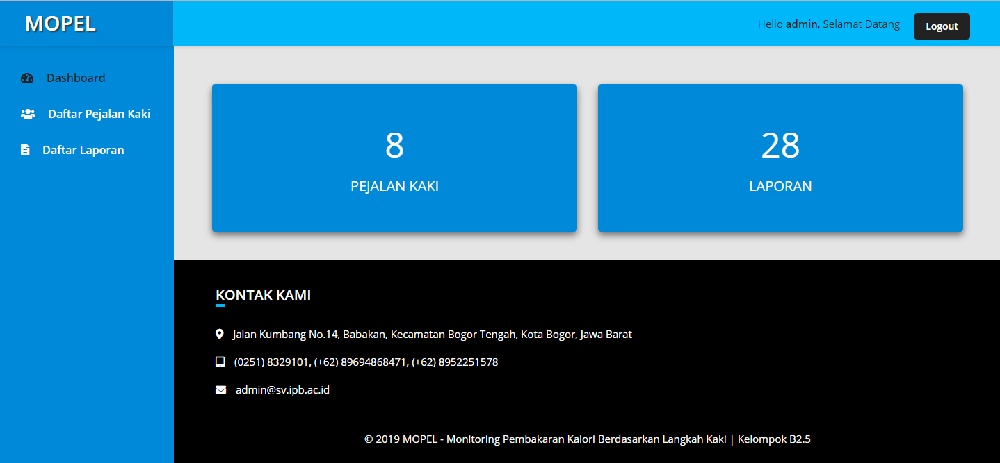 MOPEL
Hello admin, Selamat Datang
Logout
Dashboard
Daftar Pejalan Kaki
Daftar Laporan
8
PEJALAN KAKI
28
LAPORAN
KONTAK KAMI
Jalan Kumbang No.14, Babakan, Kecamatan Bogor Tengah, Kota Bogor, Jawa Barat
(0251) 8329101, (+62) 89694868471, (+62) 8952251578
admin@sv.ipb.ac.id
© 2019 MOPEL - Monitoring Pembakaran Kalori Berdasarkan Langkah Kaki | Kelompok B2.5